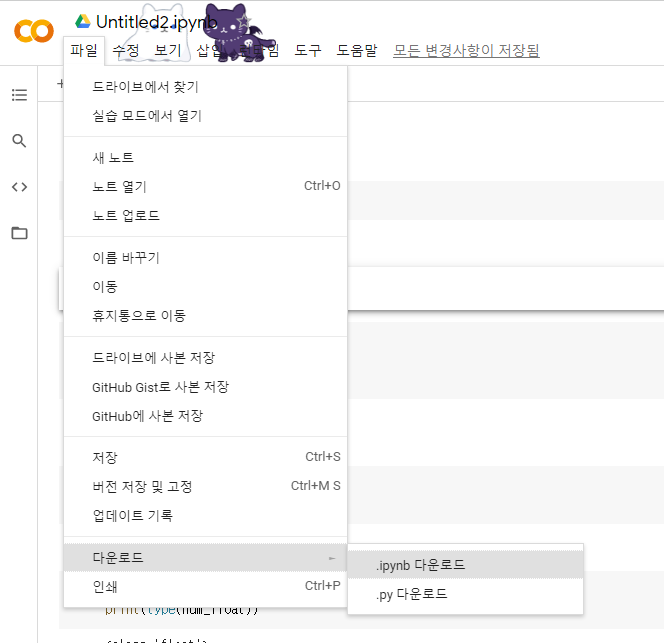 Untitled2.ipynb
파일 수정 보기 삽입 런타임 도구 도움말 모든 변경사항이 저장됨
드라이브에서 찾기
실습 모드에서 열기
새 노트
노트 열기 Ctrl+O
노트 업로드
이름 바꾸기
이동
휴지통으로 이동
드라이브에 사본 저장
GitHub Gist로 사본 저장
GitHub에 사본 저장
저장 Ctrl+S
버전 저장 및 고정 Ctrl+M S
업데이트 기록
다운로드 ►
.ipynb 다운로드
인쇄 Ctrl+P
.py 다운로드
print(type(num_float))